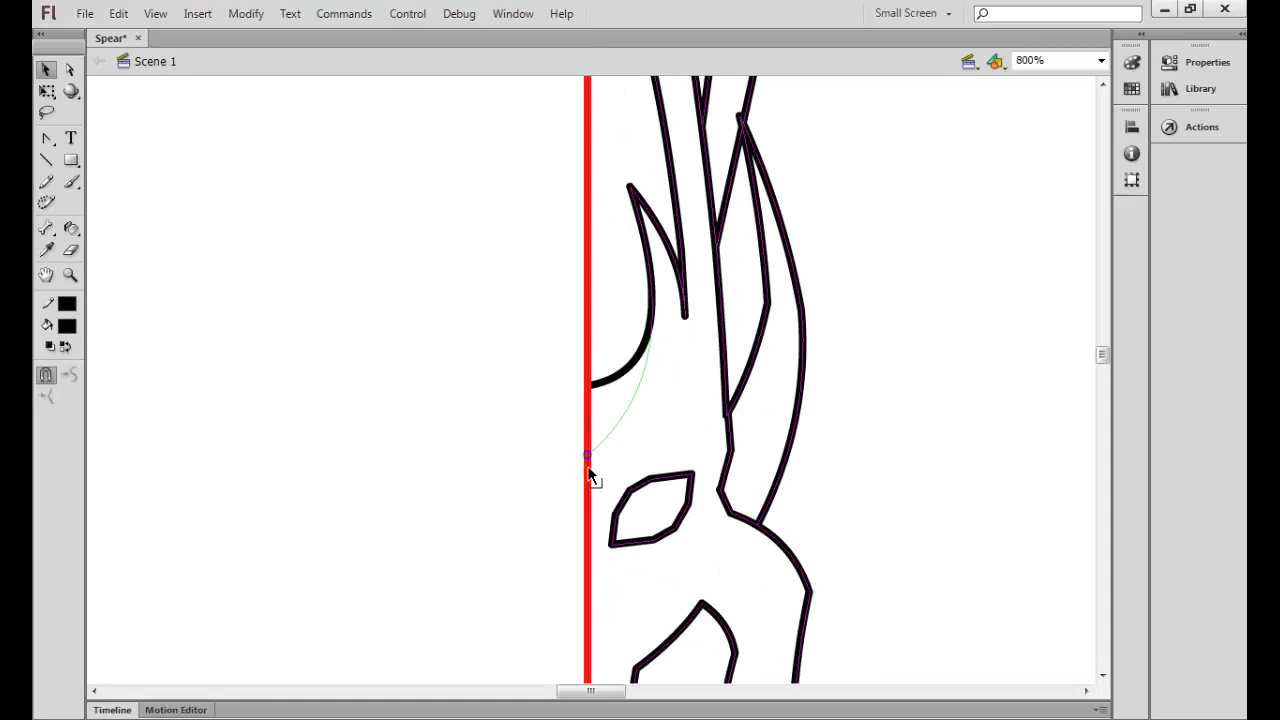 Fl File Edit View Insert Modify Text Commands Control Debug Window Help Small Screen
Spear* ×
Scene 1 800%
Properties
Library
Actions
T
Timeline Motion Editor